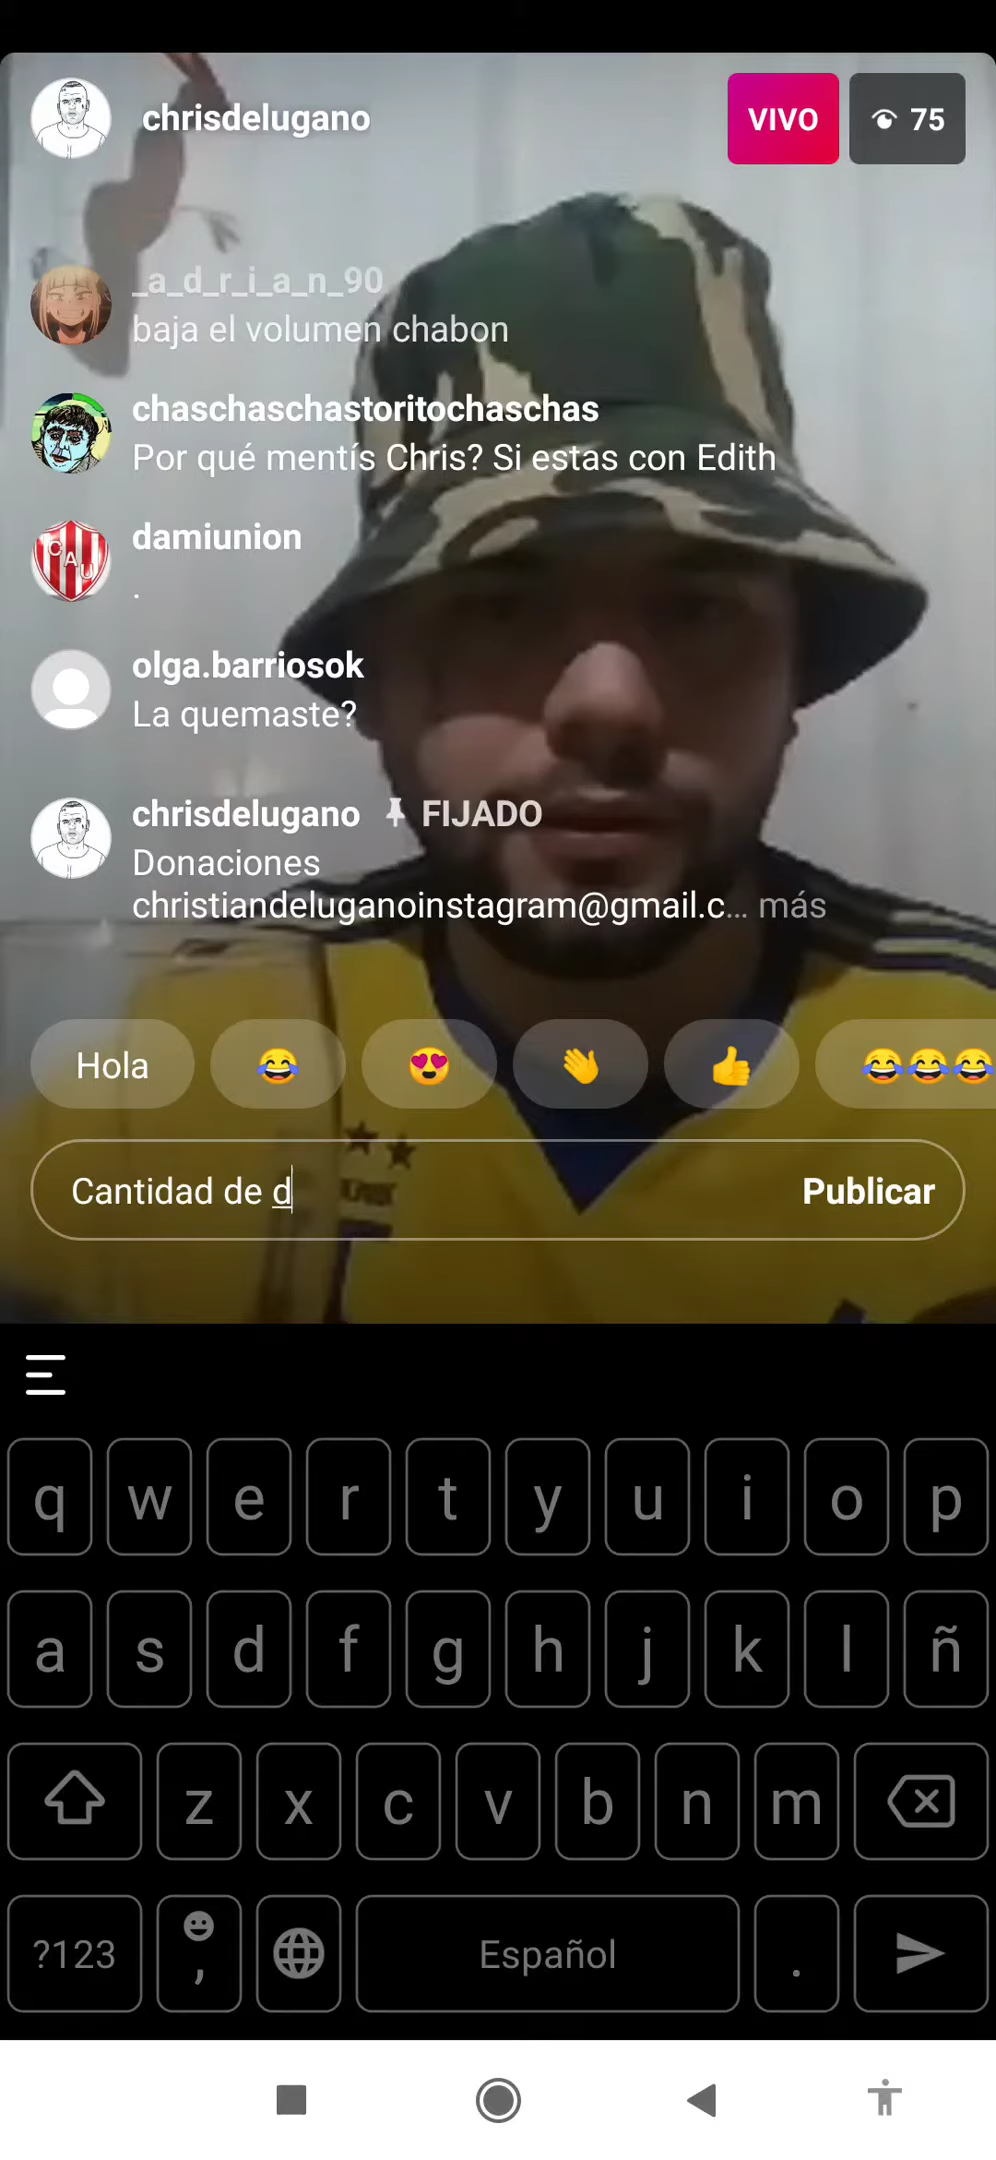 chrisdelugano
VIVO
75
_a_d_r_i_a_n_90
baja el volumen chabon
chaschaschastoritochaschas
Por qué mentís Chris? Si estas con Edith
damiunion
.
CAU
olga.barriosok
La quemaste?
chrisdelugano FIJADO
Donaciones
christiandeluganoinstagram@gmail.c... más
Hola
😂 😍 👋 👍 😂😂😂
Cantidad de d
Publicar
q w e r t y u i o p
a s d f g h j k l ñ
z x c v b n m
?123 , Español .